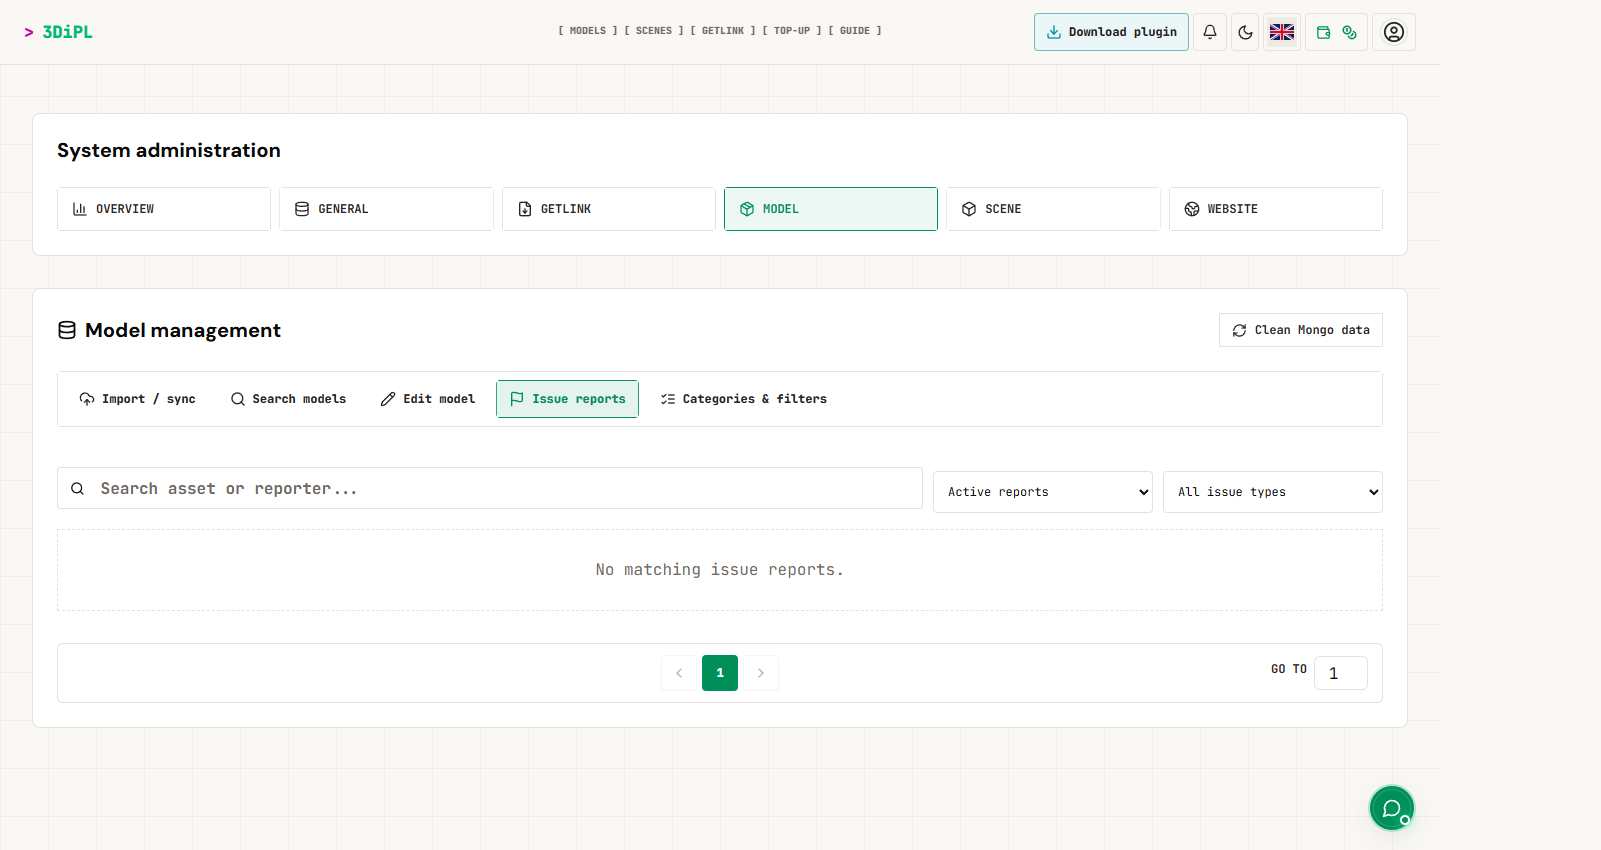 > 3DiPL
[ MODELS ] [ SCENES ] [ GETLINK ] [ TOP-UP ] [ GUIDE ]
Download plugin
System administration
OVERVIEW
GENERAL
GETLINK
MODEL
SCENE
WEBSITE
Model management
Clean Mongo data
Import / sync
Search models
Edit model
Issue reports
Categories & filters
Search asset or reporter...
Active reports
All issue types
No matching issue reports.
1
GO TO
1